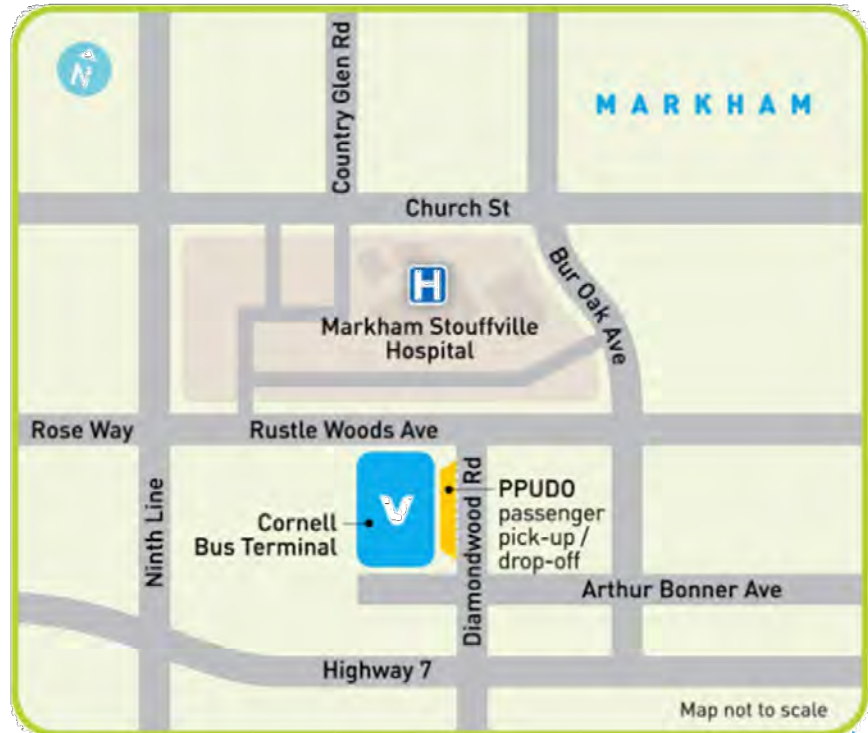 N
Country Glen Rd
MARKHAM
Church St
Bur Oak Ave
H
Markham Stouffville
Hospital
Rose Way
Rustle Woods Ave
Ninth Line
Cornell
Bus Terminal
V
Diamondwood Rd
PPUDO
passenger
pick-up /
drop-off
Arthur Bonner Ave
Highway 7
Map not to scale